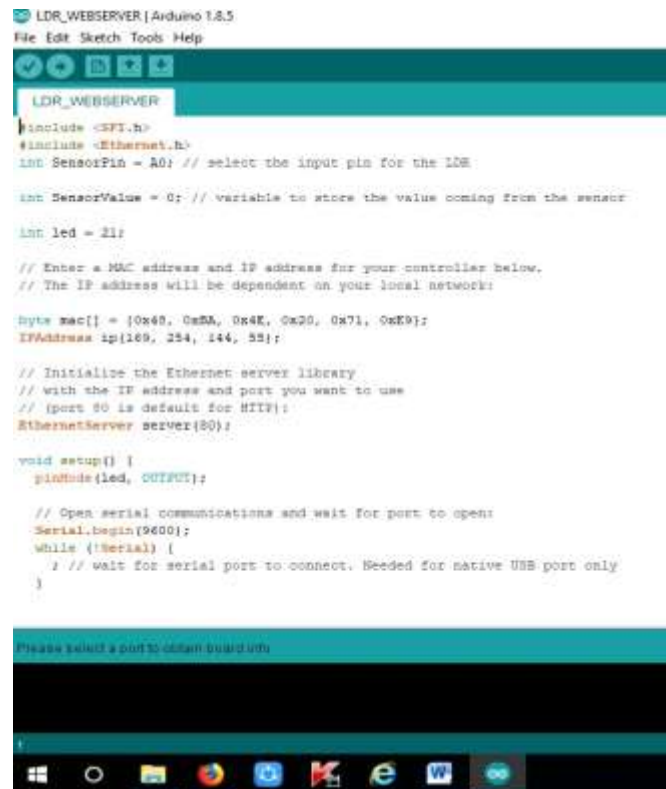 LDR_WEBSERVER | Arduino 1.8.5
File Edit Sketch Tools Help
LDR_WEBSERVER
#include <SPI.h>
#include <Ethernet.h>
int SensorPin = A0; // select the input pin for the LDR
int SensorValue = 0; // variable to store the value coming from the sensor
int led = 21;
// Enter a MAC address and IP address for your controller below.
// The IP address will be dependent on your local network:
byte mac[] = {0x48, 0xBA, 0x4E, 0x20, 0x71, 0xE9};
IPAddress ip(169, 254, 144, 55);
// Initialize the Ethernet server library
// with the IP address and port you want to use
// (port 80 is default for HTTP):
EthernetServer server(80);
void setup() {
pinMode(led, OUTPUT);
// Open serial communications and wait for port to open:
Serial.begin(9600);
while (!Serial) {
; // wait for serial port to connect. Needed for native USB port only
}
Please select a port to obtain board info
1